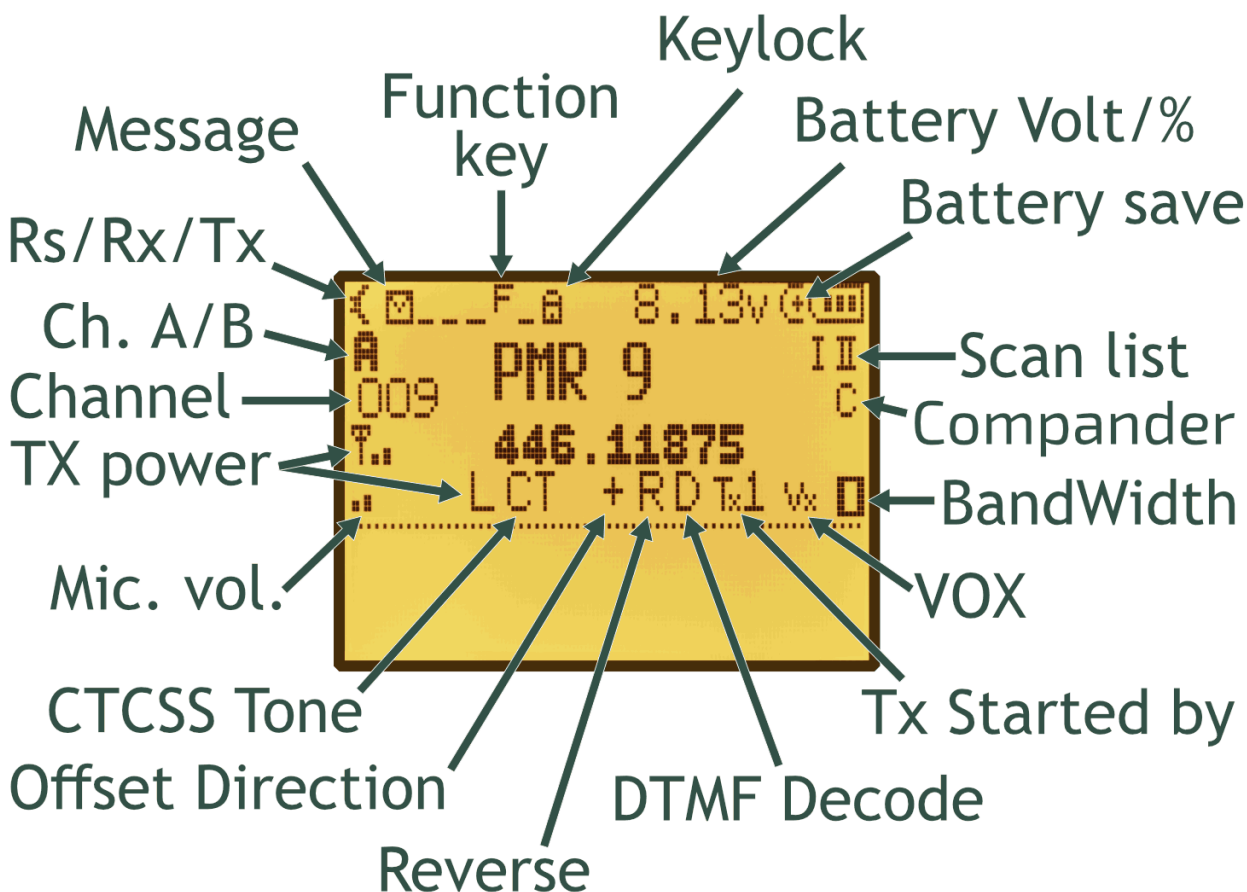 Keylock
Function
key
Message
Battery Volt/%
Battery save
Rs/Rx/Tx
F 8.13v
Ch. A/B
A PMR 9 I II
Scan list
Channel
009 C
Compander
TX power
446.11875
L CT + R D Tx1 Vx
BandWidth
Mic. vol.
VOX
CTCSS Tone
Tx Started by
Offset Direction
DTMF Decode
Reverse